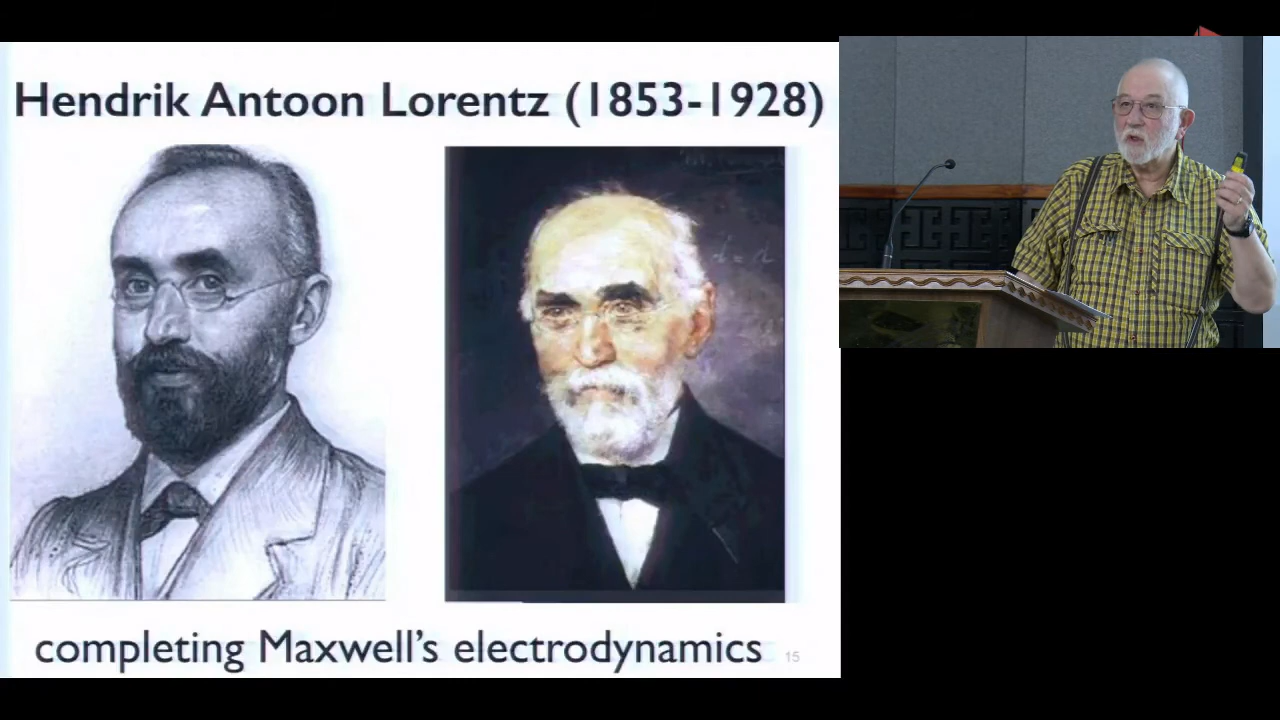 Hendrik Antoon Lorentz (1853-1928)
completing Maxwell's electrodynamics
15